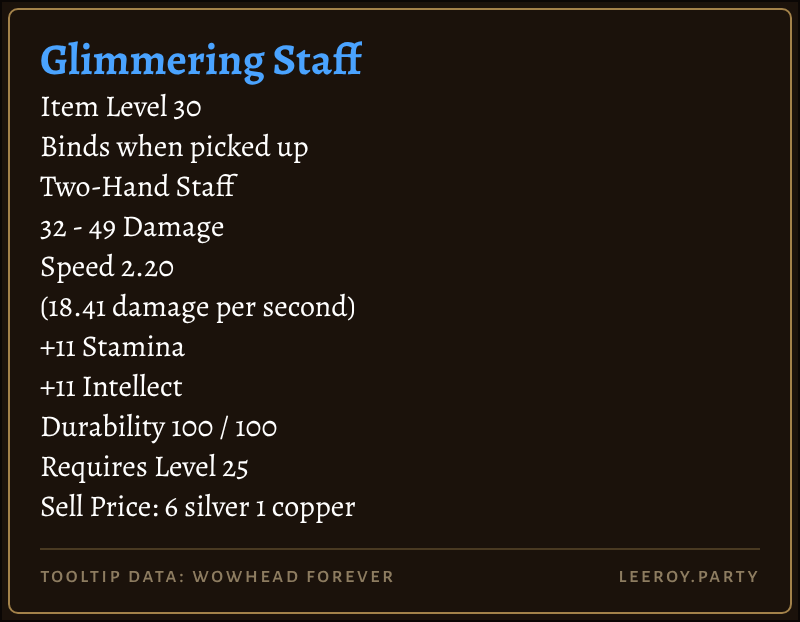 Glimmering Staff
Item Level 30
Binds when picked up
Two-Hand Staff
32 - 49 Damage
Speed 2.20
(18.41 damage per second)
+11 Stamina
+11 Intellect
Durability 100 / 100
Requires Level 25
Sell Price: 6 silver 1 copper
TOOLTIP DATA: WOWHEAD FOREVER
LEEROY.PARTY